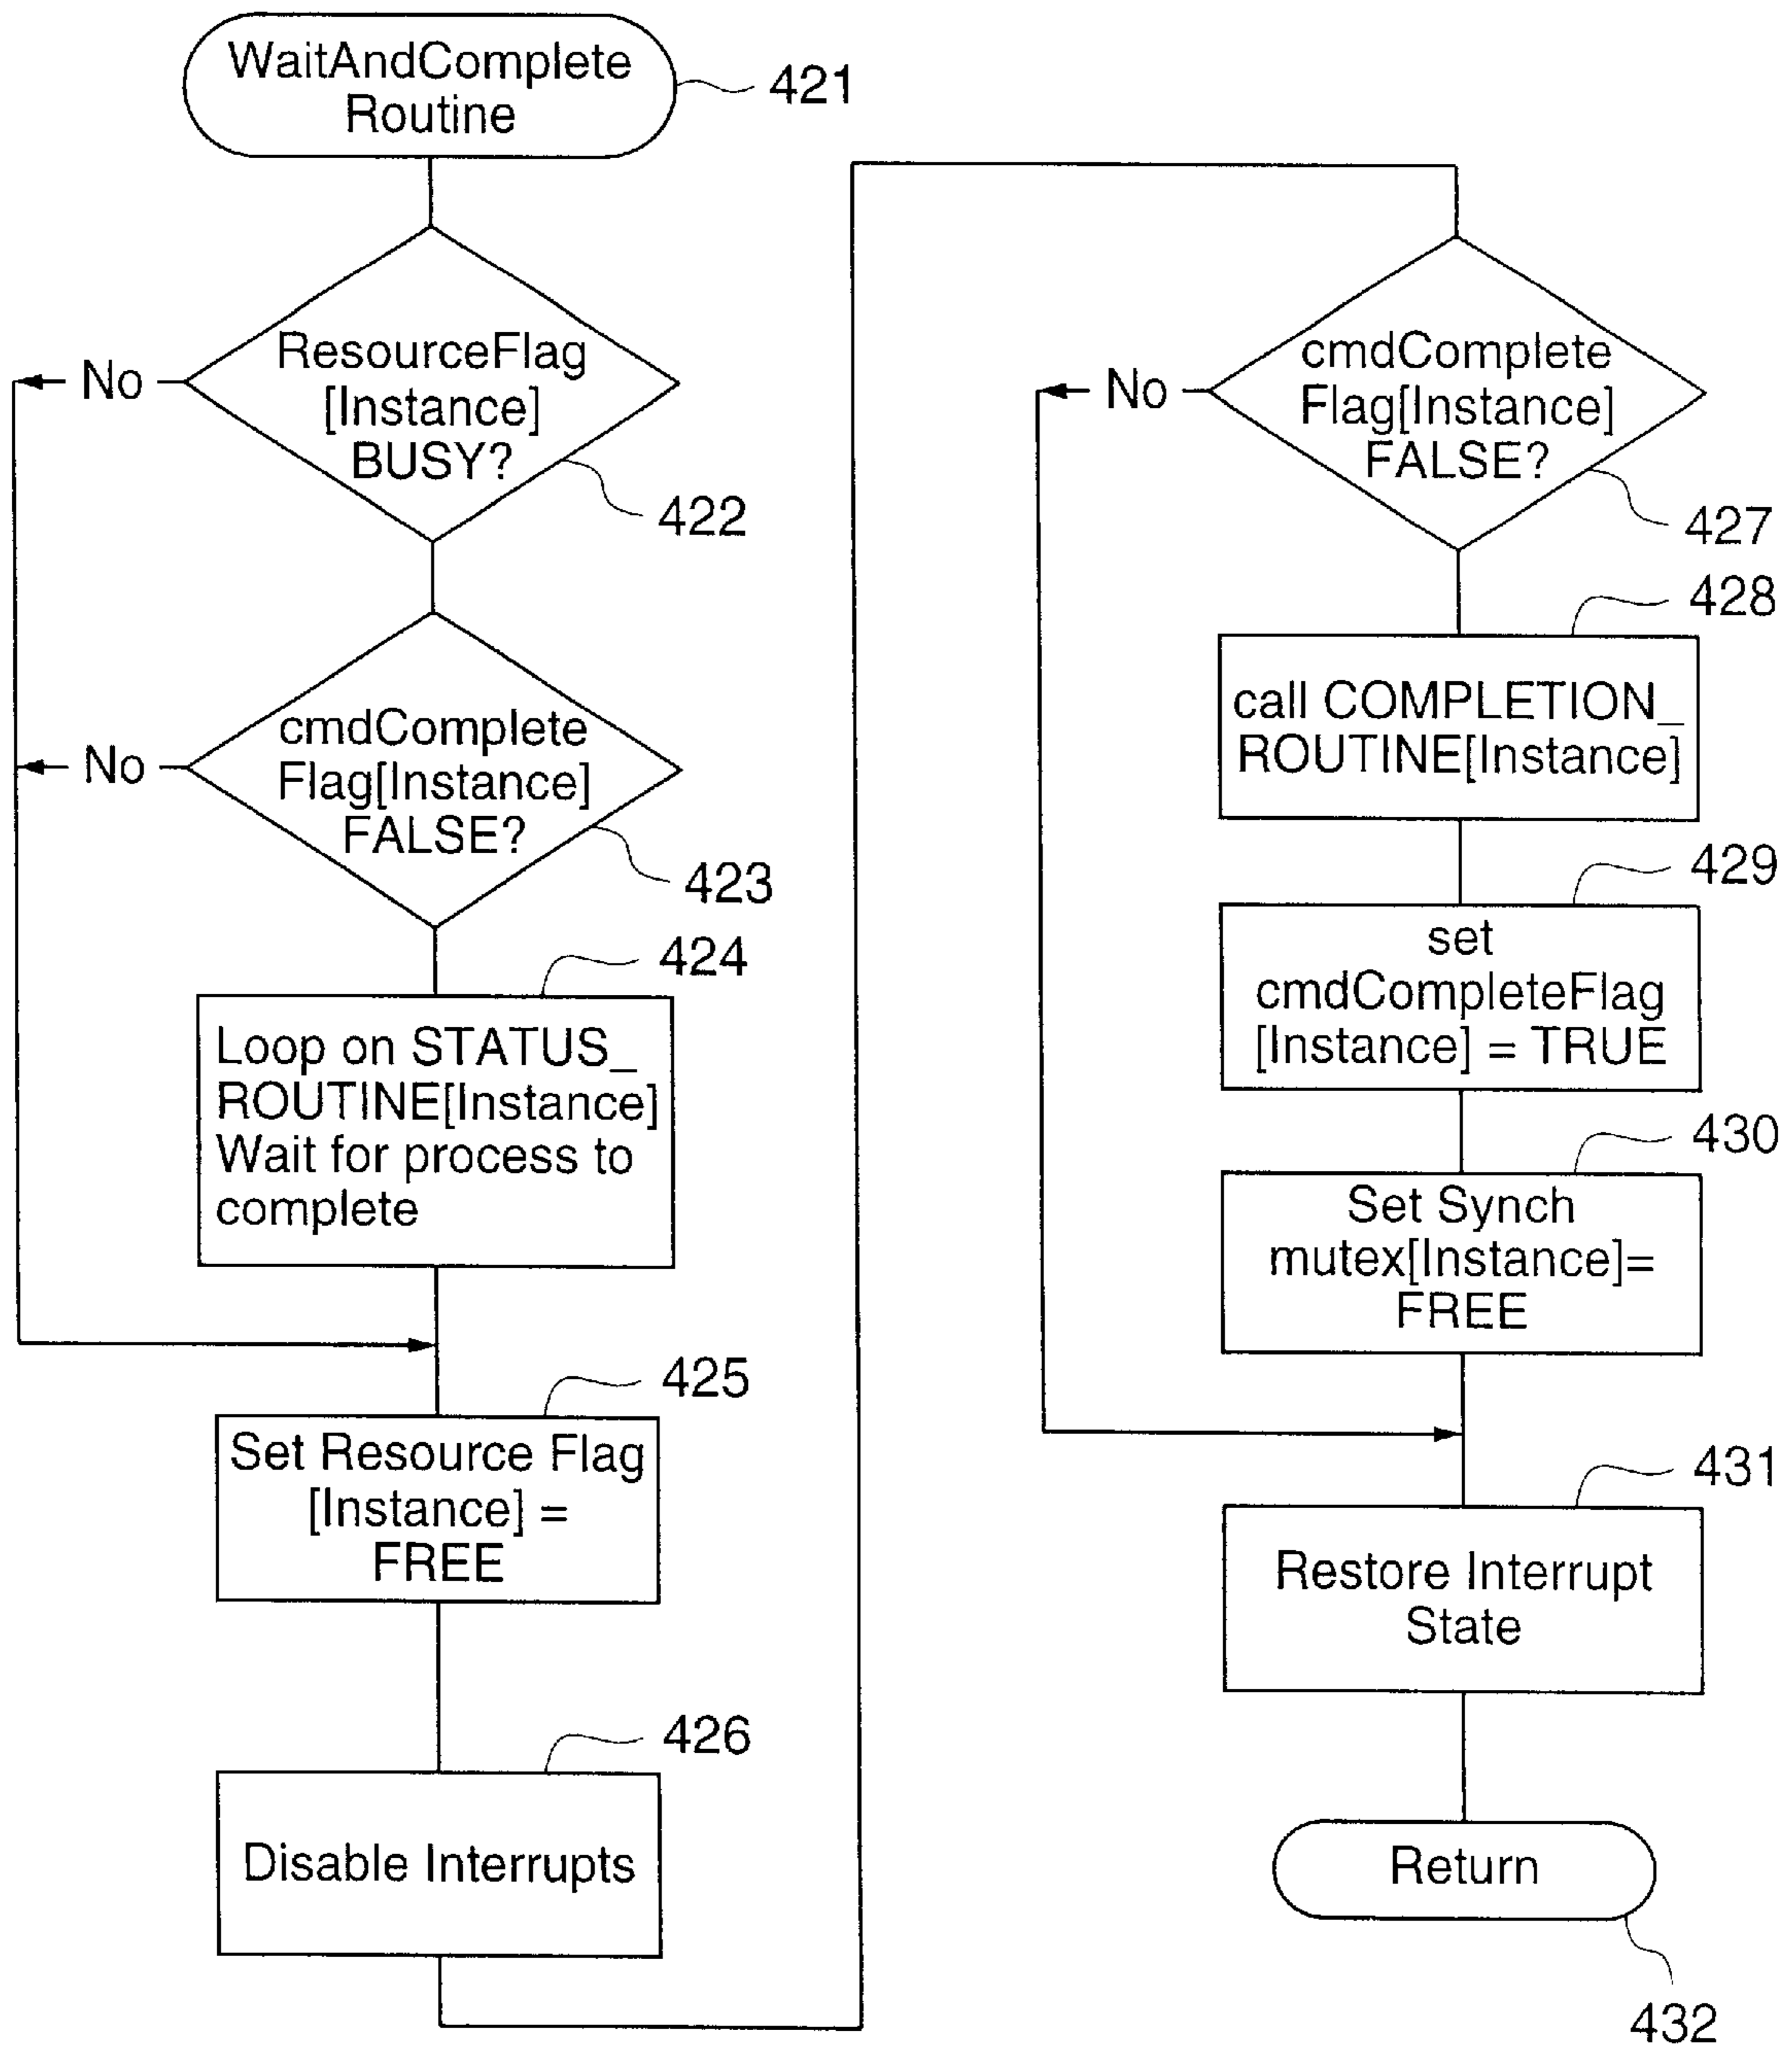 WaitAndComplete
Routine
421
ResourceFlag
[Instance]
BUSY?
No
422
cmdComplete
Flag[Instance]
FALSE?
No
423
424
Loop on STATUS_
ROUTINE[Instance]
Wait for process to
complete
425
Set Resource Flag
[Instance] =
FREE
426
Disable Interrupts
cmdComplete
Flag[Instance]
FALSE?
No
427
428
call COMPLETION_
ROUTINE[Instance]
429
set
cmdCompleteFlag
[Instance] = TRUE
430
Set Synch
mutex[Instance]=
FREE
431
Restore Interrupt
State
Return
432